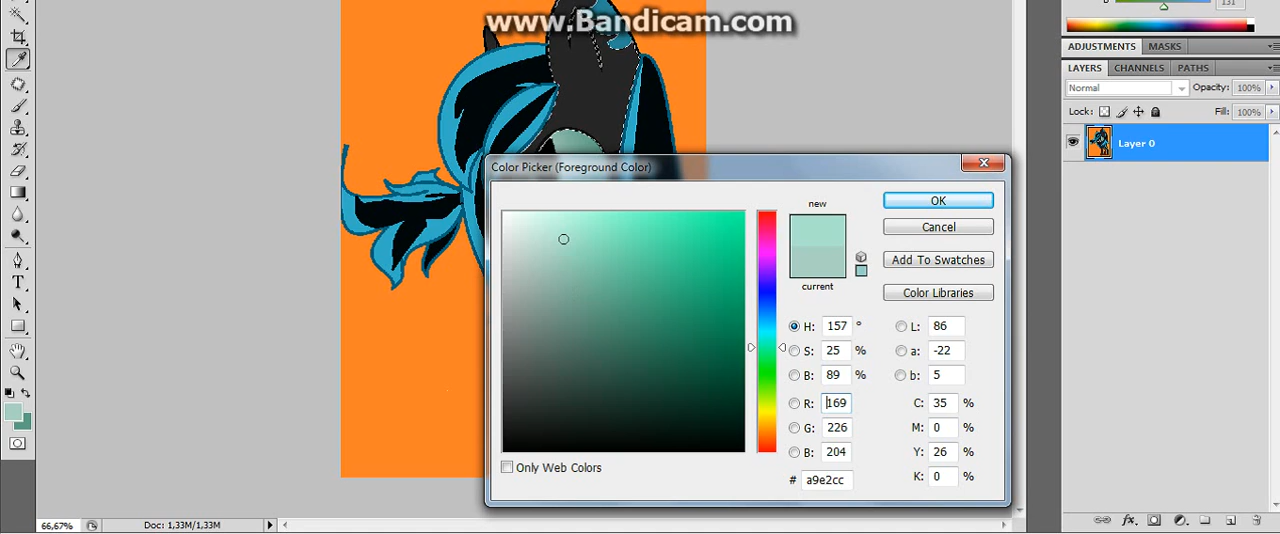 www.Bandicam.com
131
ADJUSTMENTS MASKS
LAYERS CHANNELS PATHS
Normal Opacity: 100%
Lock: Fill: 100%
Layer 0
Color Picker (Foreground Color)
new
current
OK
Cancel
Add To Swatches
Color Libraries
H: 157 °
S: 25 %
B: 89 %
R: 169
G: 226
B: 204
# a9e2cc
L: 86
a: -22
b: 5
C: 35 %
M: 0 %
Y: 26 %
K: 0 %
Only Web Colors
T
66,67% Doc: 1,33M/1,33M
fx